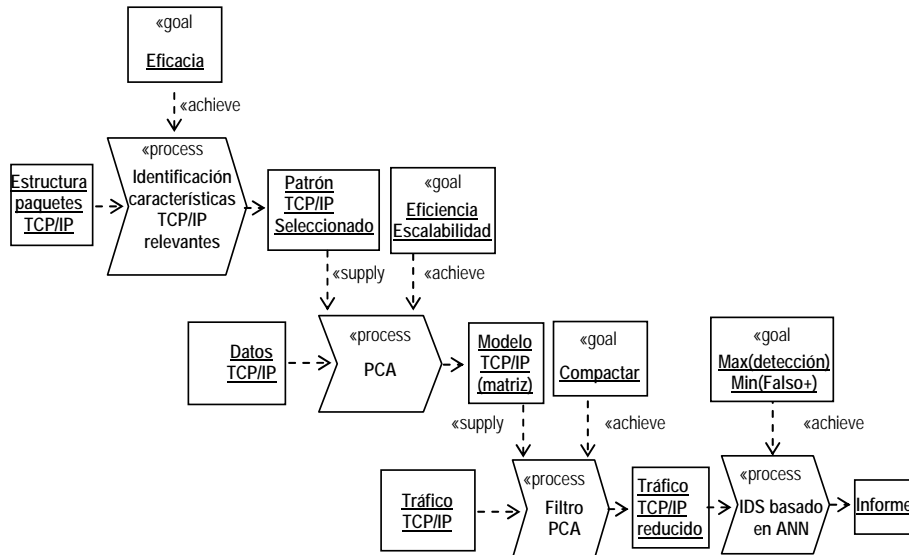 «goal
Eficacia
«achieve
«process
Identificación
características
TCP/IP
relevantes
Estructura
paquetes
TCP/IP
Patrón
TCP/IP
Seleccionado
«goal
Eficiencia
Escalabilidad
«supply
«achieve
Datos
TCP/IP
«process
PCA
Modelo
TCP/IP
(matriz)
«goal
Compactar
«goal
Max(detección)
Min(Falso+)
«supply
«achieve
«achieve
Tráfico
TCP/IP
«process
Filtro
PCA
Tráfico
TCP/IP
reducido
«process
IDS basado
en ANN
Informe